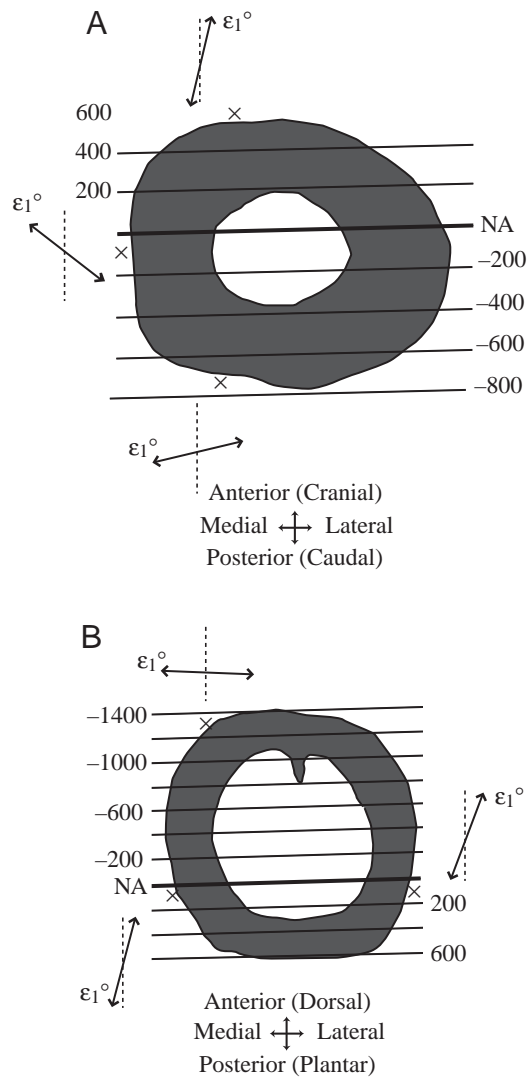 A
ε1°
600
400
200
ε1°
NA
–200
–400
–600
–800
ε1°
Anterior (Cranial)
Medial Lateral
Posterior (Caudal)
B
ε1°
–1400
–1000
–600
ε1°
–200
NA
200
600
ε1°
Anterior (Dorsal)
Medial Lateral
Posterior (Plantar)